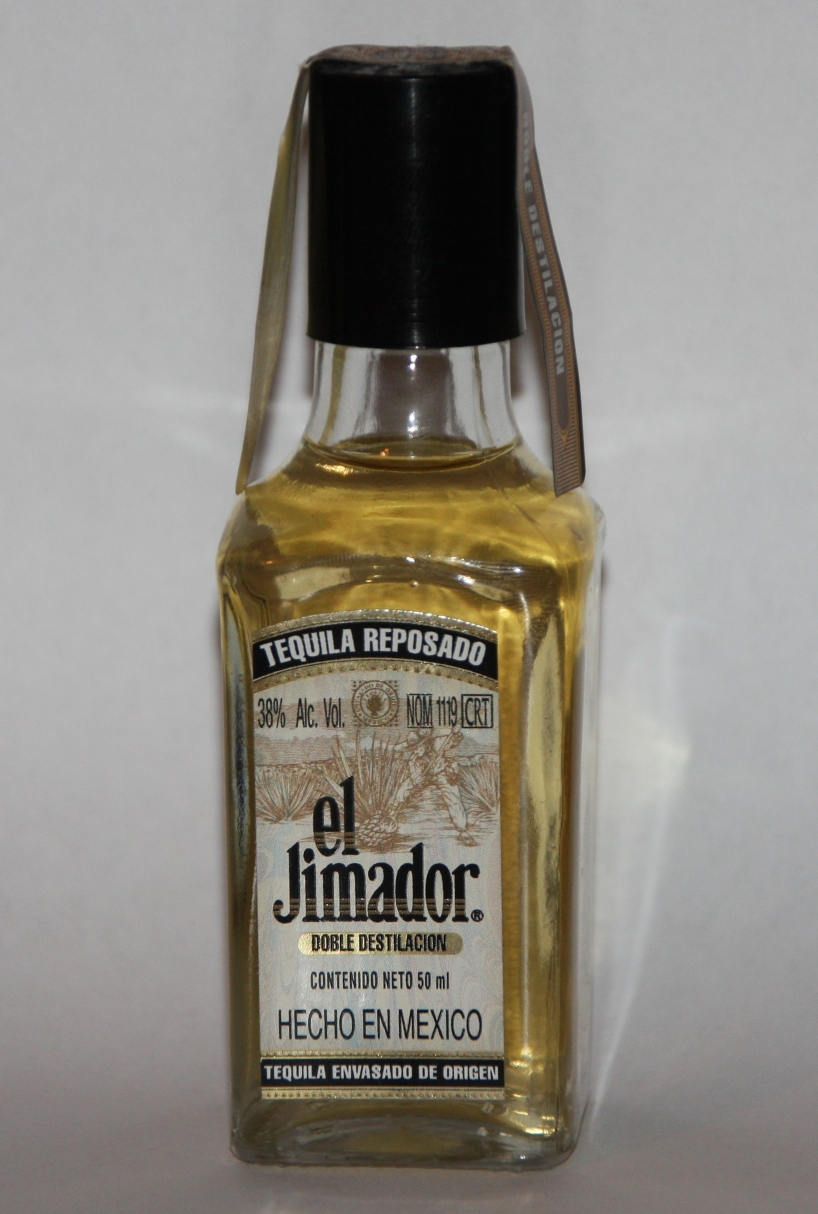 DOBLE DESTILACION
TEQUILA REPOSADO
38% Alc. Vol. NOM 1119 CRT
el
Jimador®
DOBLE DESTILACION
CONTENIDO NETO 50 ml
HECHO EN MEXICO
TEQUILA ENVASADO DE ORIGEN